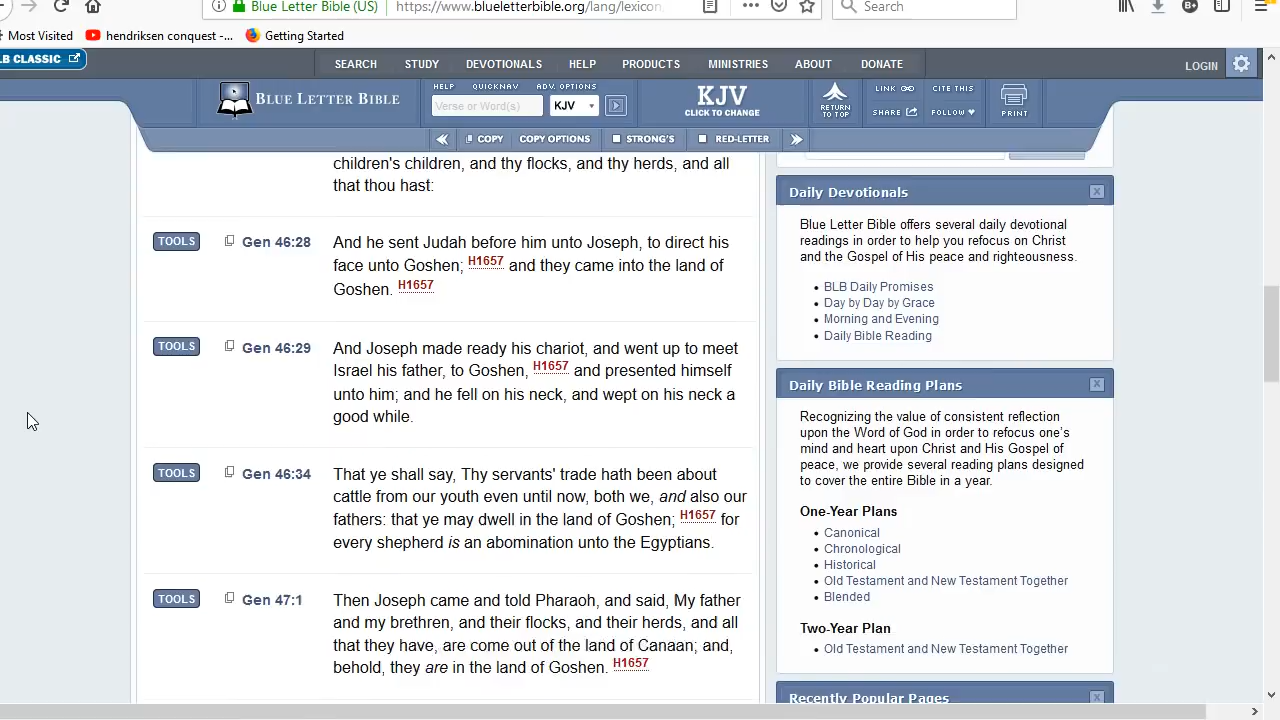 Blue Letter Bible (US)
https://www.blueletterbible.org/lang/lexicon
Search
Most Visited
hendriksen conquest -...
Getting Started
LB CLASSIC
SEARCH
STUDY
DEVOTIONALS
HELP
PRODUCTS
MINISTRIES
ABOUT
DONATE
LOGIN
BLUE LETTER BIBLE
HELP
QUICKNAV
ADV. OPTIONS
Verse or Word(s)
KJV
KJV
CLICK TO CHANGE
RETURN
TO TOP
LINK
CITE THIS
SHARE
FOLLOW
PRINT
COPY
COPY OPTIONS
STRONG'S
RED-LETTER
children's children, and thy flocks, and thy herds, and all
that thou hast:
TOOLS
Gen 46:28
And he sent Judah before him unto Joseph, to direct his
face unto Goshen; H1657 and they came into the land of
Goshen. H1657
TOOLS
Gen 46:29
And Joseph made ready his chariot, and went up to meet
Israel his father, to Goshen, H1657 and presented himself
unto him; and he fell on his neck, and wept on his neck a
good while.
TOOLS
Gen 46:34
That ye shall say, Thy servants' trade hath been about
cattle from our youth even until now, both we, and also our
fathers: that ye may dwell in the land of Goshen; H1657 for
every shepherd is an abomination unto the Egyptians.
TOOLS
Gen 47:1
Then Joseph came and told Pharaoh, and said, My father
and my brethren, and their flocks, and their herds, and all
that they have, are come out of the land of Canaan; and,
behold, they are in the land of Goshen. H1657
Daily Devotionals
Blue Letter Bible offers several daily devotional
readings in order to help you refocus on Christ
and the Gospel of His peace and righteousness.
• BLB Daily Promises
• Day by Day by Grace
• Morning and Evening
• Daily Bible Reading
Daily Bible Reading Plans
Recognizing the value of consistent reflection
upon the Word of God in order to refocus one's
mind and heart upon Christ and His Gospel of
peace, we provide several reading plans designed
to cover the entire Bible in a year.
One-Year Plans
• Canonical
• Chronological
• Historical
• Old Testament and New Testament Together
• Blended
Two-Year Plan
• Old Testament and New Testament Together
Recently Popular Pages